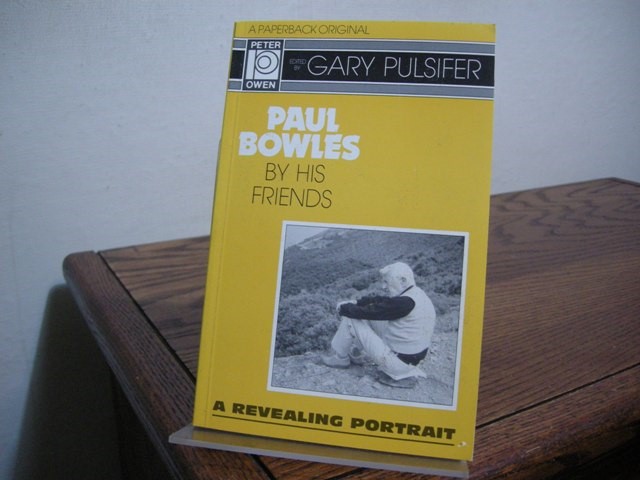 A PAPERBACK ORIGINAL
PETER
OWEN
EDITED BY
GARY PULSIFER
PAUL
BOWLES
BY HIS
FRIENDS
A REVEALING PORTRAIT